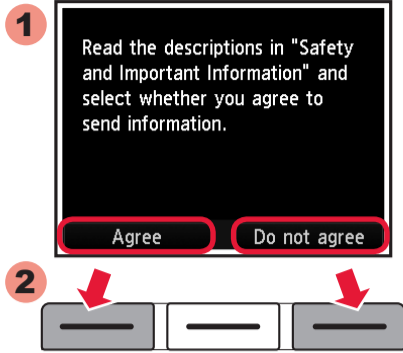 1
Read the descriptions in "Safety
and Important Information" and
select whether you agree to
send information.
Agree Do not agree
2